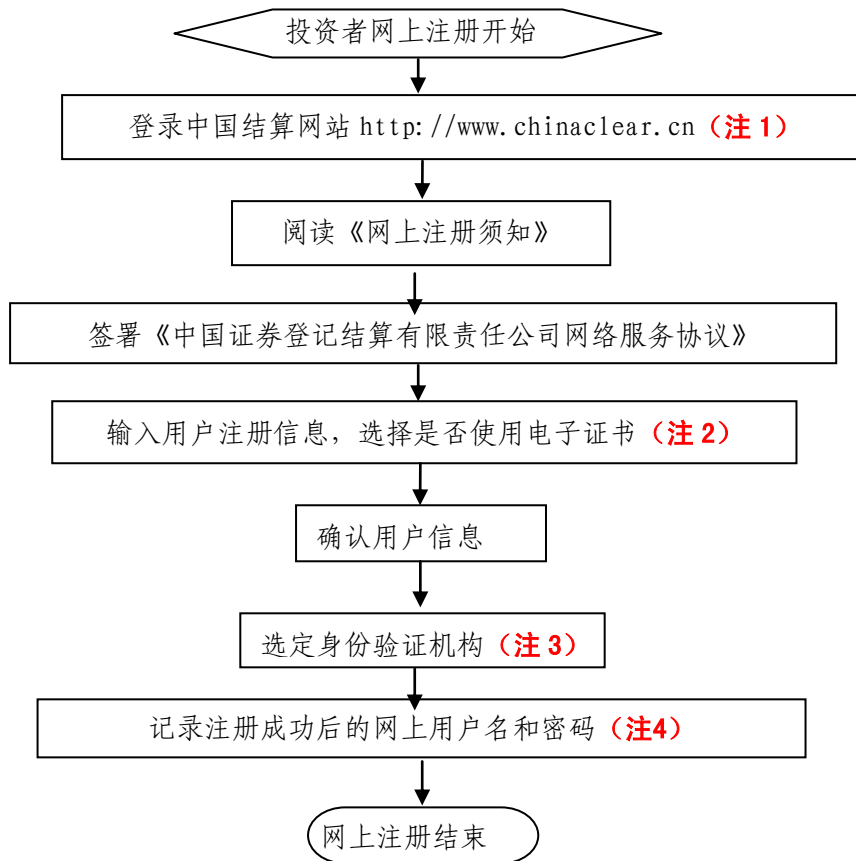 投资者网上注册开始
登录中国结算网站 http://www.chinaclear.cn（注 1）
阅读《网上注册须知》
签署《中国证券登记结算有限责任公司网络服务协议》
输入用户注册信息，选择是否使用电子证书（注 2）
确认用户信息
选定身份验证机构（注 3）
记录注册成功后的网上用户名和密码（注4）
网上注册结束